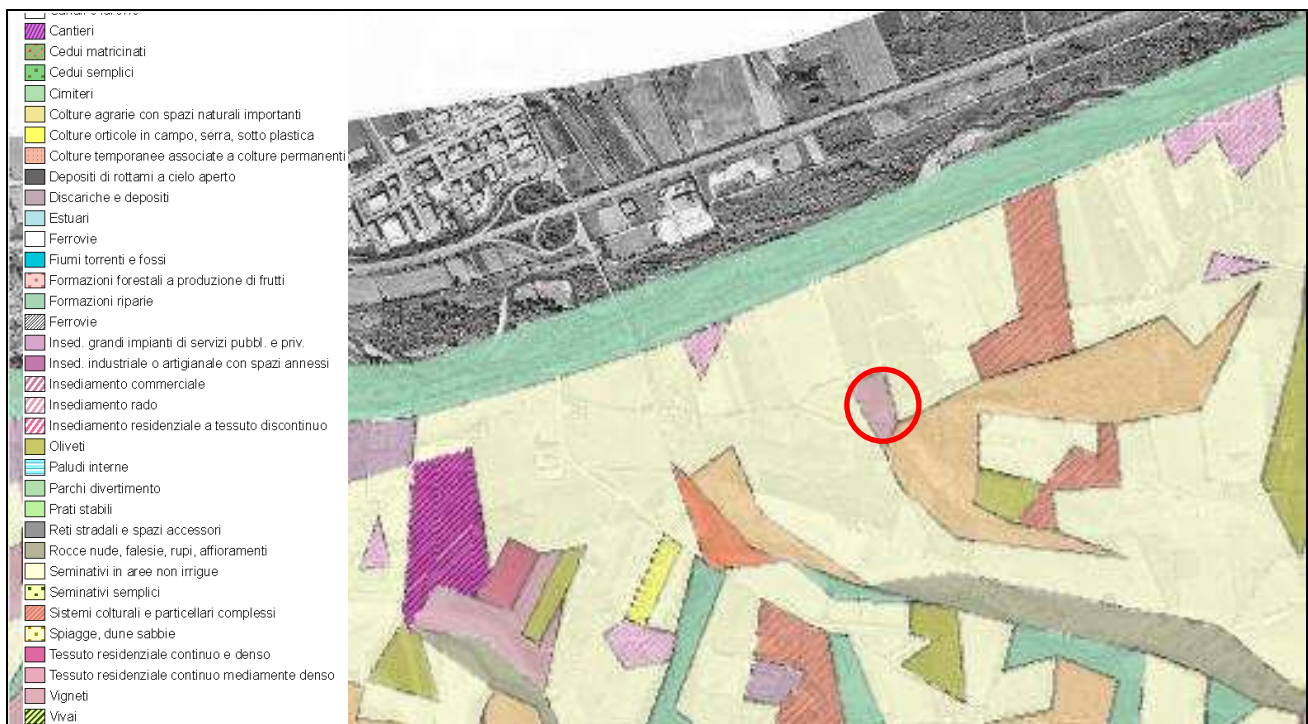 Cantieri
Cedui matricinati
Cedui semplici
Cimiteri
Colture agrarie con spazi naturali importanti
Colture orticole in campo, serra, sotto plastica
Colture temporanee associate a colture permanenti
Depositi di rottami a cielo aperto
Discariche e depositi
Estuari
Ferrovie
Fiumi torrenti e fossi
Formazioni forestali a produzione di frutti
Formazioni riparie
Ferrovie
Insed. grandi impianti di servizi pubbl. e priv.
Insed. industriale o artigianale con spazi annessi
Insediamento commerciale
Insediamento rado
Insediamento residenziale a tessuto discontinuo
Oliveti
Paludi interne
Parchi divertimento
Prati stabili
Reti stradali e spazi accessori
Rocce nude, falesie, rupi, affioramenti
Seminativi in aree non irrigue
Seminativi semplici
Sistemi colturali e particellari complessi
Spiagge, dune sabbie
Tessuto residenziale continuo e denso
Tessuto residenziale continuo mediamente denso
Vigneti
Vivai